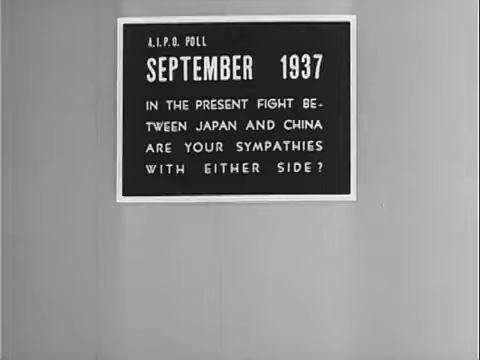 A.I.P.O. POLL
SEPTEMBER 1937
IN THE PRESENT FIGHT BE-
TWEEN JAPAN AND CHINA
ARE YOUR SYMPATHIES
WITH EITHER SIDE?